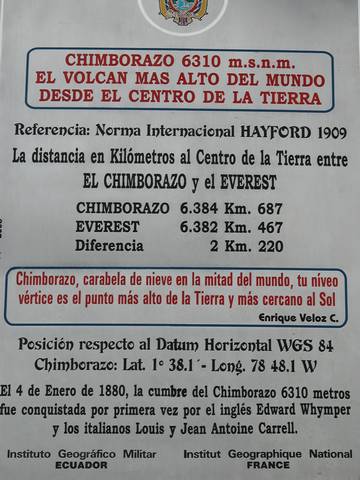 CHIMBORAZO 6310 m.s.n.m.
EL VOLCAN MAS ALTO DEL MUNDO
DESDE EL CENTRO DE LA TIERRA
Referencia: Norma Internacional HAYFORD 1909
La distancia en Kilómetros al Centro de la Tierra entre
EL CHIMBORAZO y el EVEREST
CHIMBORAZO 6.384 Km. 687
EVEREST 6.382 Km. 467
Diferencia 2 Km. 220
Chimborazo, carabela de nieve en la mitad del mundo, tu níveo
vértice es el punto más alto de la Tierra y más cercano al Sol
Enrique Veloz C.
Posición respecto al Datum Horizontal WGS 84
Chimborazo: Lat. 1° 38.1´- Long. 78 48.1 W
El 4 de Enero de 1880, la cumbre del Chimborazo 6310 metros
fue conquistada por primera vez por el inglés Edward Whymper
y los italianos Louis y Jean Antoine Carrell.
Instituto Geográfico Militar Institut Geographique National
ECUADOR FRANCE